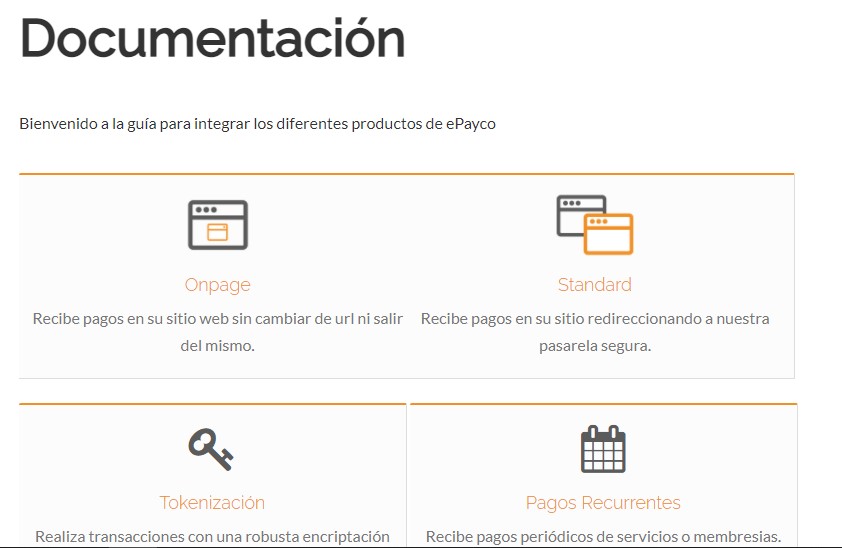 Documentación
Bienvenido a la guía para integrar los diferentes productos de ePayco
Onpage
Recibe pagos en su sitio web sin cambiar de url ni salir
del mismo.
Standard
Recibe pagos en su sitio redireccionando a nuestra
pasarela segura.
Tokenización
Realiza transacciones con una robusta encriptación
Pagos Recurrentes
Recibe pagos periódicos de servicios o membresias.